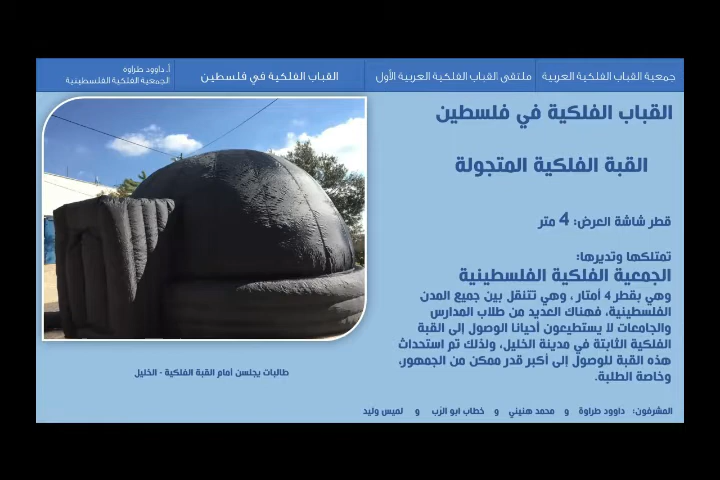 جمعية القباب الفلكية العربية
ملتقى القباب الفلكية العربية الأول
القباب الفلكية في فلسطين
أ. داوود طراوة
الجمعية الفلكية الفلسطينية
القباب الفلكية في فلسطين
القبة الفلكية المتجولة
قطر شاشة العرض: 4 متر
تمتلكها وتديرها:
الجمعية الفلكية الفلسطينية
وهي بقطر 4 أمتار ، وهي تتنقل بين جميع المدن
الفلسطينية، فهناك العديد من طلاب المدارس
والجامعات لا يستطيعون أحيانا الوصول إلى القبة
الفلكية الثابتة في مدينة الخليل، ولذلك تم استحداث
هذه القبة للوصول إلى أكبر قدر ممكن من الجمهور،
وخاصة الطلبة.
طالبات يجلسن أمام القبة الفلكية - الخليل
المشرفون: داوود طراوة و محمد هنيني و خطاب ابو الرّب و لميس وليد